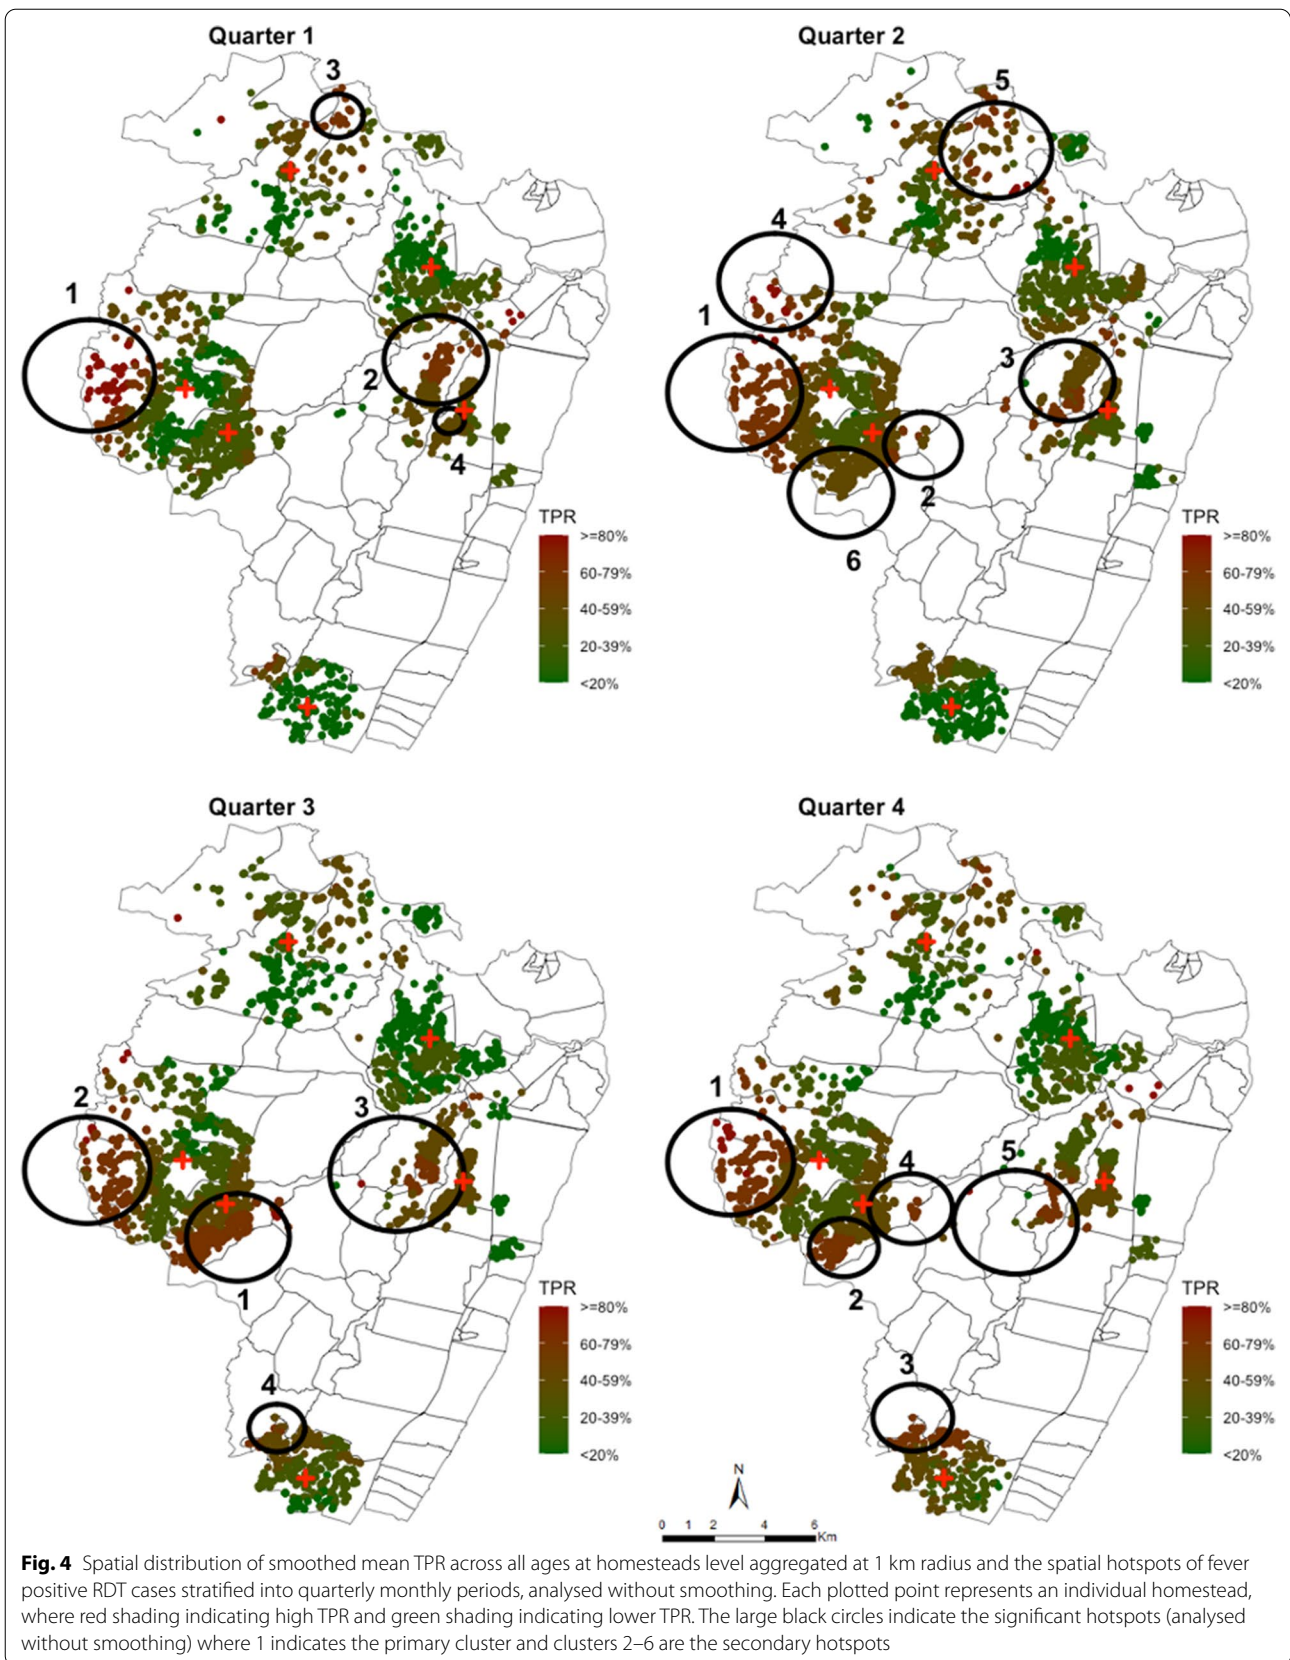 Quarter 1
3
1
2
4
TPR
>=80%
60-79%
40-59%
20-39%
<20%
Quarter 2
5
4
1
3
2
6
TPR
>=80%
60-79%
40-59%
20-39%
<20%
Quarter 3
2
3
1
4
TPR
>=80%
60-79%
40-59%
20-39%
<20%
Quarter 4
1
4
5
2
3
TPR
>=80%
60-79%
40-59%
20-39%
<20%
N
0 1 2 4 6
Km
Fig. 4 Spatial distribution of smoothed mean TPR across all ages at homesteads level aggregated at 1 km radius and the spatial hotspots of fever
positive RDT cases stratified into quarterly monthly periods, analysed without smoothing. Each plotted point represents an individual homestead,
where red shading indicating high TPR and green shading indicating lower TPR. The large black circles indicate the significant hotspots (analysed
without smoothing) where 1 indicates the primary cluster and clusters 2–6 are the secondary hotspots